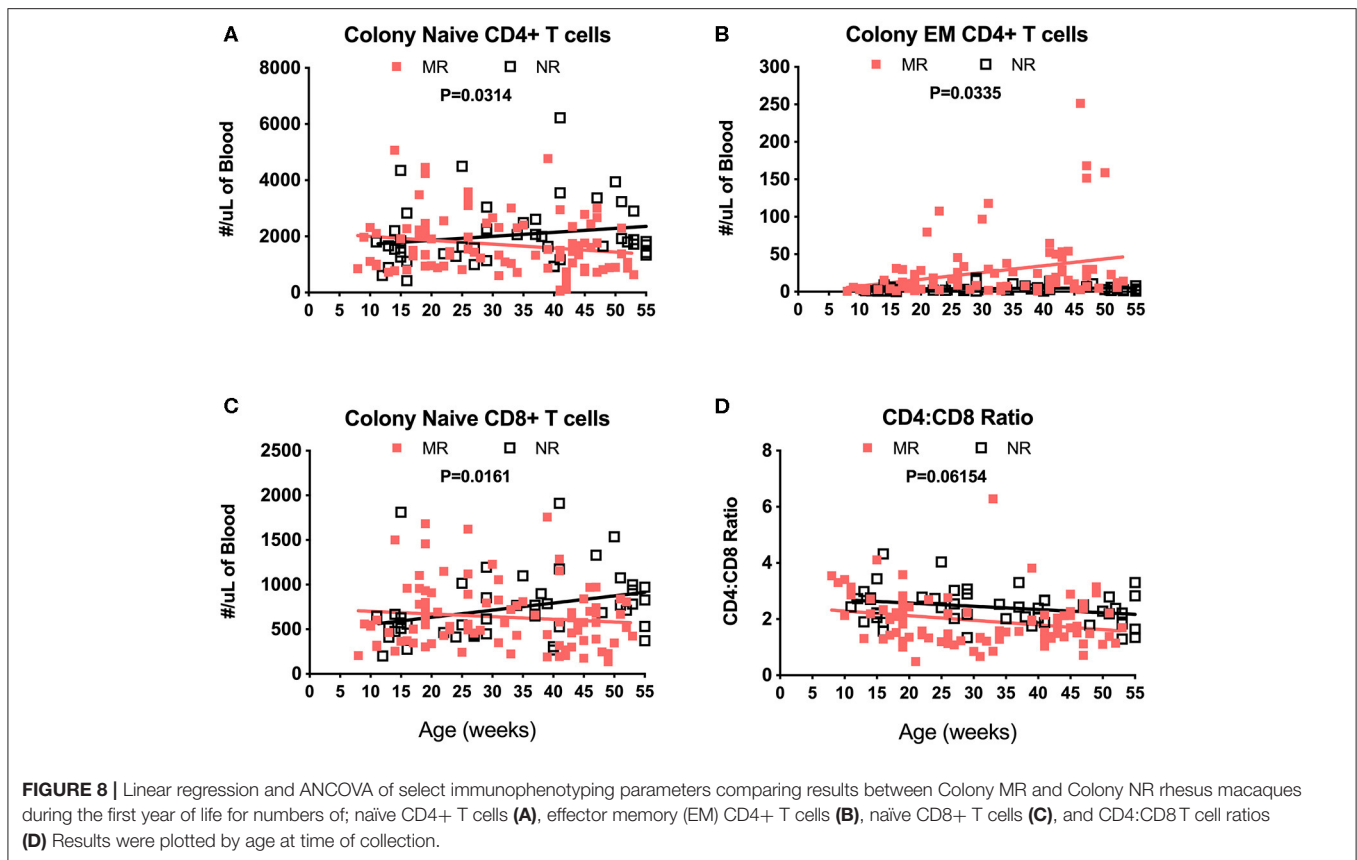 A
Colony Naive CD4+ T cells
MR NR
P=0.0314
#/uL of Blood
8000
6000
4000
2000
0
0 5 10 15 20 25 30 35 40 45 50 55
B
Colony EM CD4+ T cells
MR NR
P=0.0335
#/uL of Blood
300
250
200
150
100
50
0
0 5 10 15 20 25 30 35 40 45 50 55
C
Colony Naive CD8+ T cells
MR NR
P=0.0161
#/uL of Blood
2500
2000
1500
1000
500
0
0 5 10 15 20 25 30 35 40 45 50 55
Age (weeks)
D
CD4:CD8 Ratio
MR NR
P=0.06154
CD4:CD8 Ratio
8
6
4
2
0
0 5 10 15 20 25 30 35 40 45 50 55
Age (weeks)
FIGURE 8 | Linear regression and ANCOVA of select immunophenotyping parameters comparing results between Colony MR and Colony NR rhesus macaques
during the first year of life for numbers of; naïve CD4+ T cells (A), effector memory (EM) CD4+ T cells (B), naïve CD8+ T cells (C), and CD4:CD8 T cell ratios
(D) Results were plotted by age at time of collection.